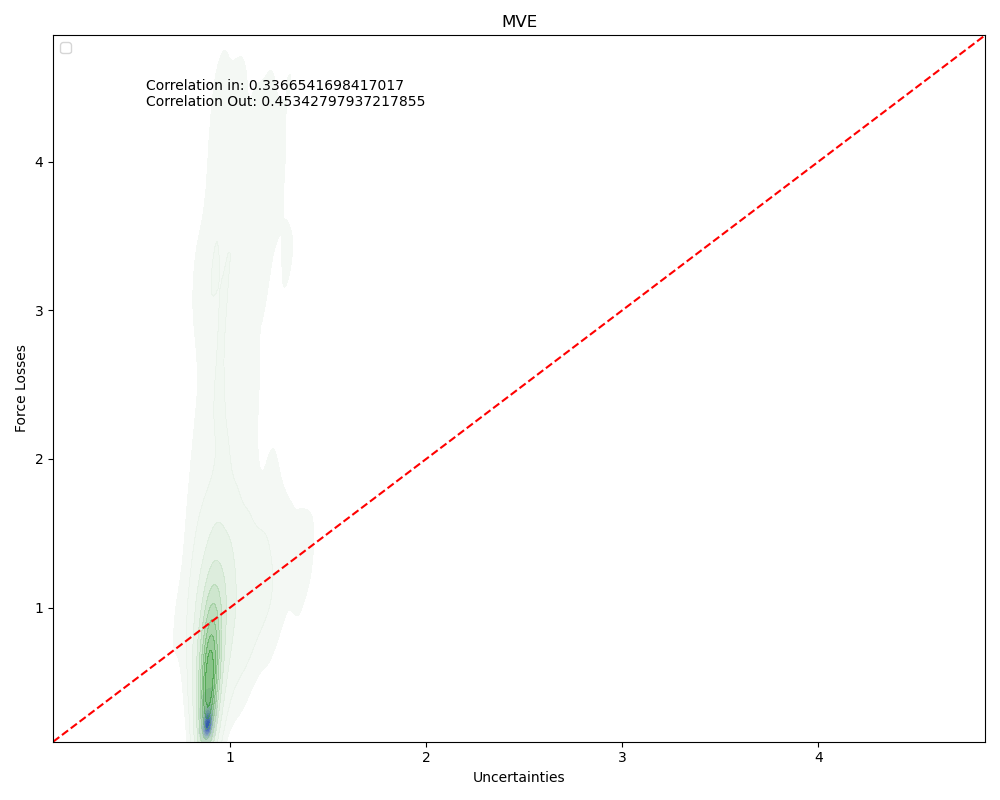 MVE
Correlation in: 0.3366541698417017
Correlation Out: 0.45342797937217855
4
3
2
1
Force Losses
1 2 3 4
Uncertainties